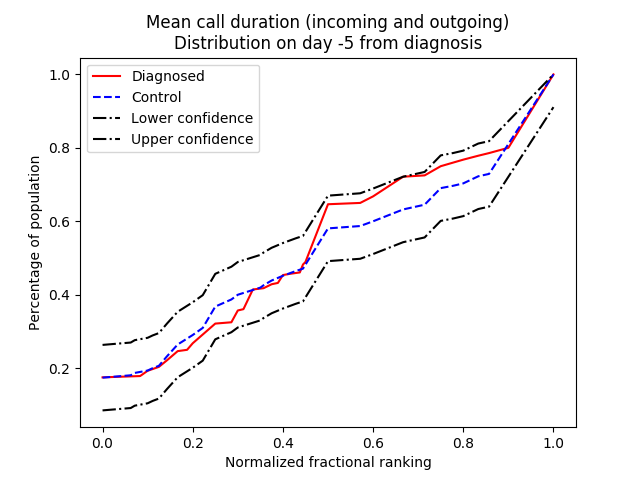 Mean call duration (incoming and outgoing)
Distribution on day -5 from diagnosis
Diagnosed
Control
Lower confidence
Upper confidence
Percentage of population
1.0
0.8
0.6
0.4
0.2
0.0 0.2 0.4 0.6 0.8 1.0
Normalized fractional ranking